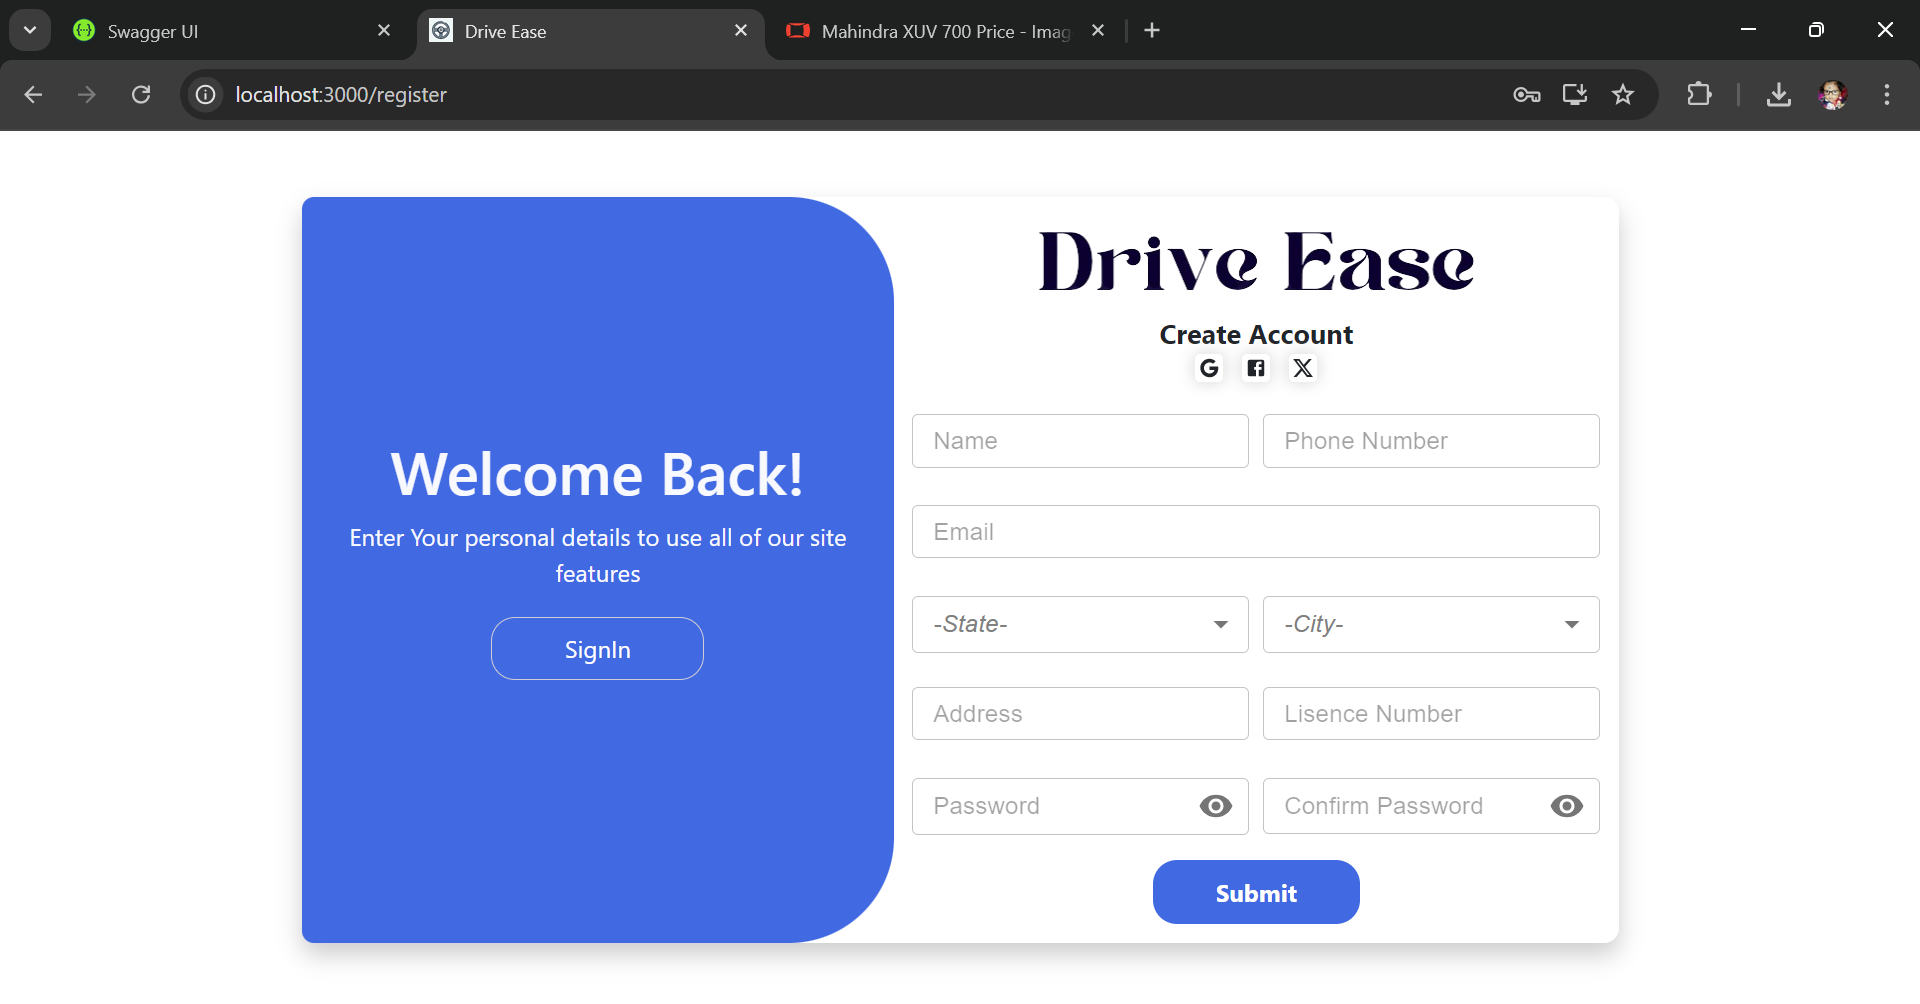 Swagger UI
Drive Ease
Mahindra XUV 700 Price - Imag
localhost:3000/register
Drive Ease
Create Account
Welcome Back!
Enter Your personal details to use all of our site
features
SignIn
Name
Phone Number
Email
-State-
-City-
Address
Lisence Number
Password
Confirm Password
Submit